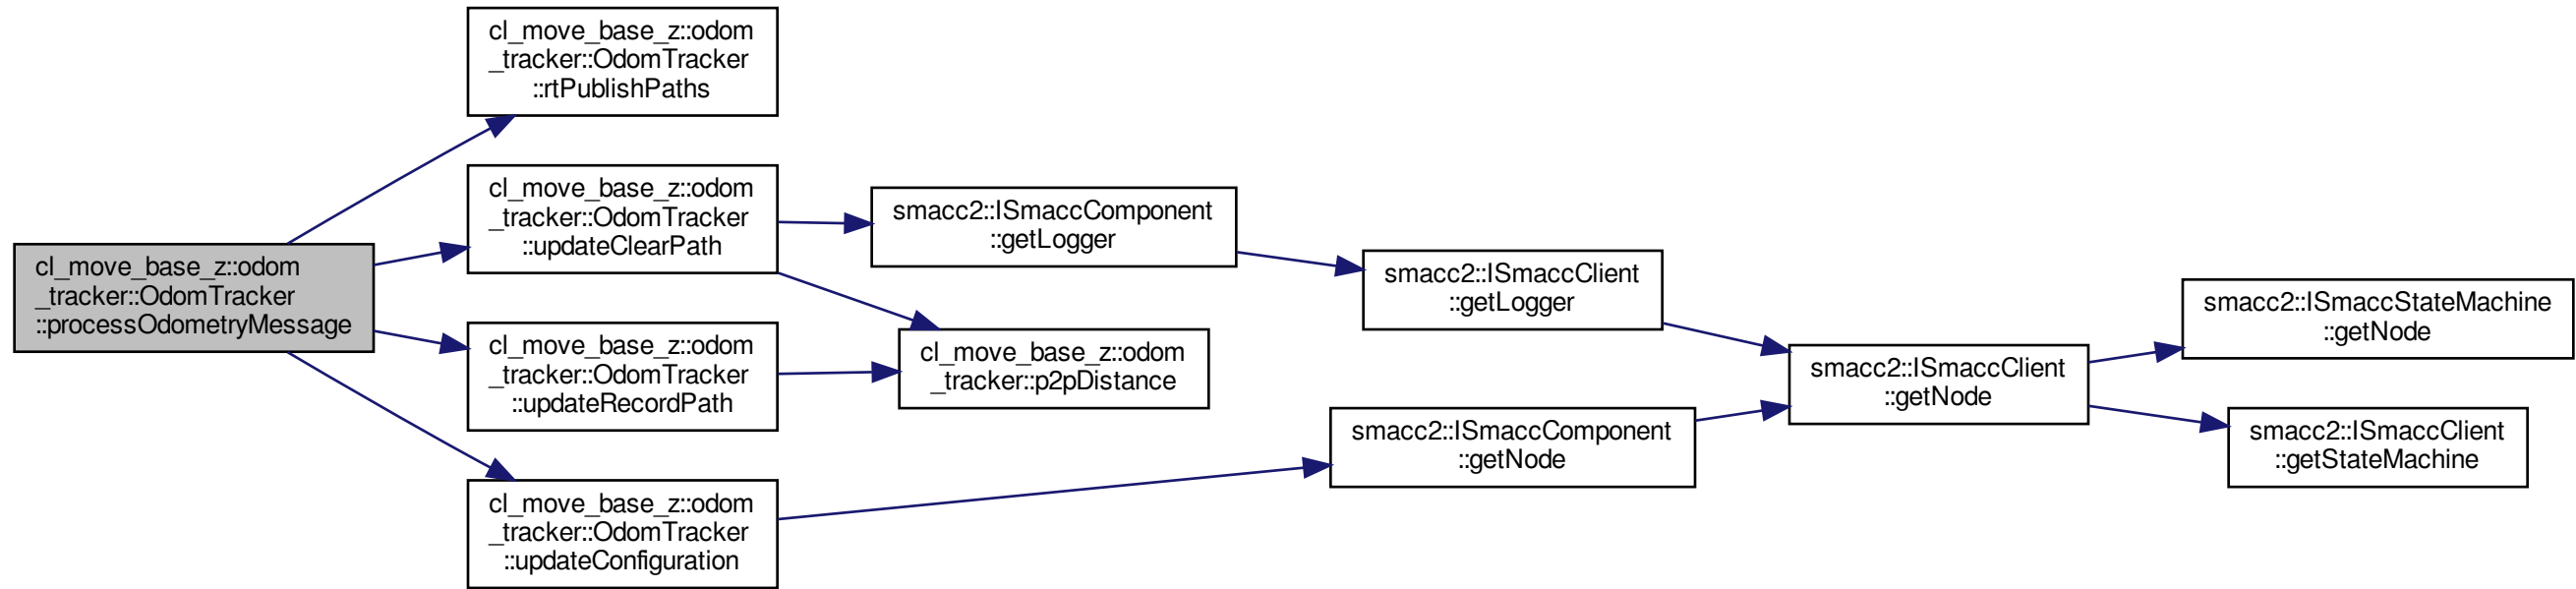 cl_move_base_z::odom
_tracker::OdomTracker
::processOdometryMessage
cl_move_base_z::odom
_tracker::OdomTracker
::rtPublishPaths
cl_move_base_z::odom
_tracker::OdomTracker
::updateClearPath
cl_move_base_z::odom
_tracker::OdomTracker
::updateRecordPath
cl_move_base_z::odom
_tracker::OdomTracker
::updateConfiguration
smacc2::ISmaccComponent
::getLogger
cl_move_base_z::odom
_tracker::p2pDistance
smacc2::ISmaccClient
::getLogger
smacc2::ISmaccComponent
::getNode
smacc2::ISmaccClient
::getNode
smacc2::ISmaccStateMachine
::getNode
smacc2::ISmaccClient
::getStateMachine